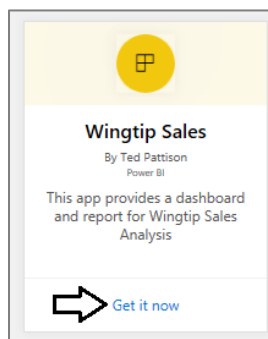 Wingtip Sales
By Ted Pattison
Power BI
This app provides a dashboard
and report for Wingtip Sales
Analysis
Get it now